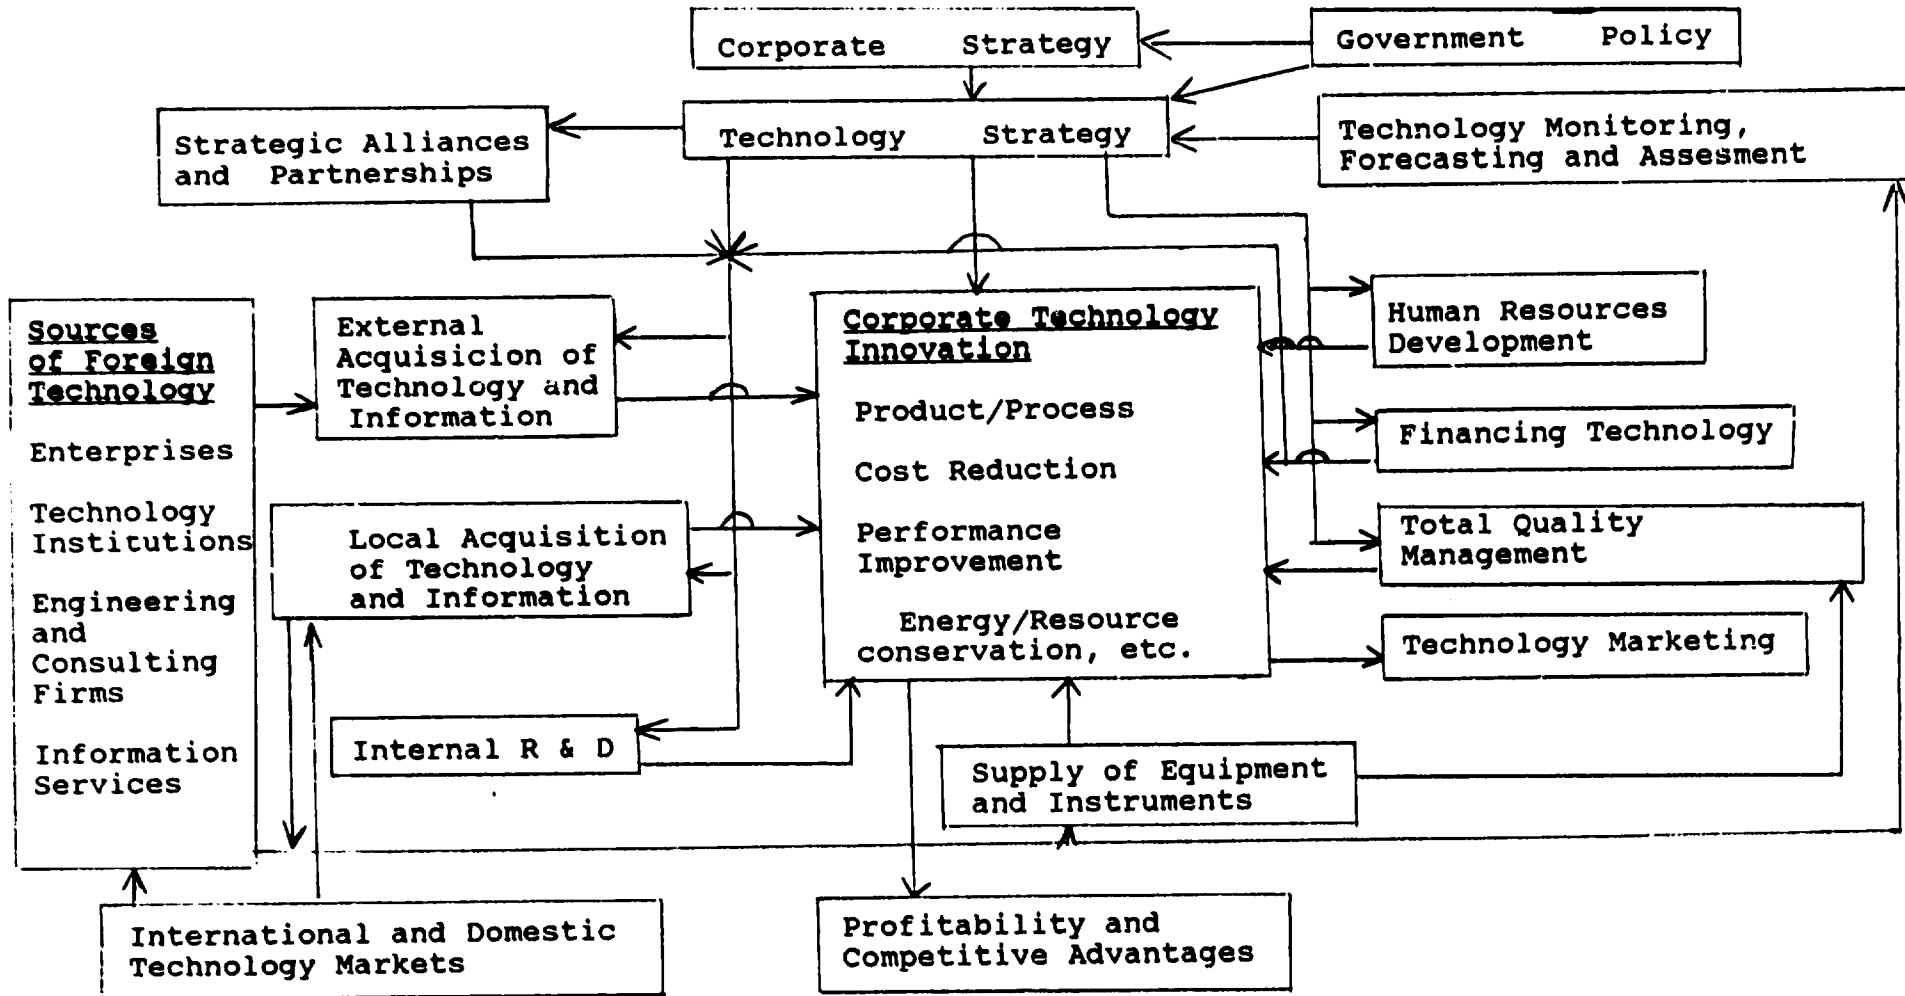 Corporate Strategy
Government Policy
Technology Strategy
Technology Monitoring,
Forecasting and Assesment
Strategic Alliances
and Partnerships
Sources
of Foreign
Technology
Enterprises
Technology
Institutions
Engineering
and
Consulting
Firms
Information
Services
External
Acquisicion of
Technology and
Information
Local Acquisition
of Technology
and Information
Internal R & D
Corporate Technology
Innovation
Product/Process
Cost Reduction
Performance
Improvement
Energy/Resource
conservation, etc.
Human Resources
Development
Financing Technology
Total Quality
Management
Technology Marketing
Supply of Equipment
and Instruments
International and Domestic
Technology Markets
Profitability and
Competitive Advantages